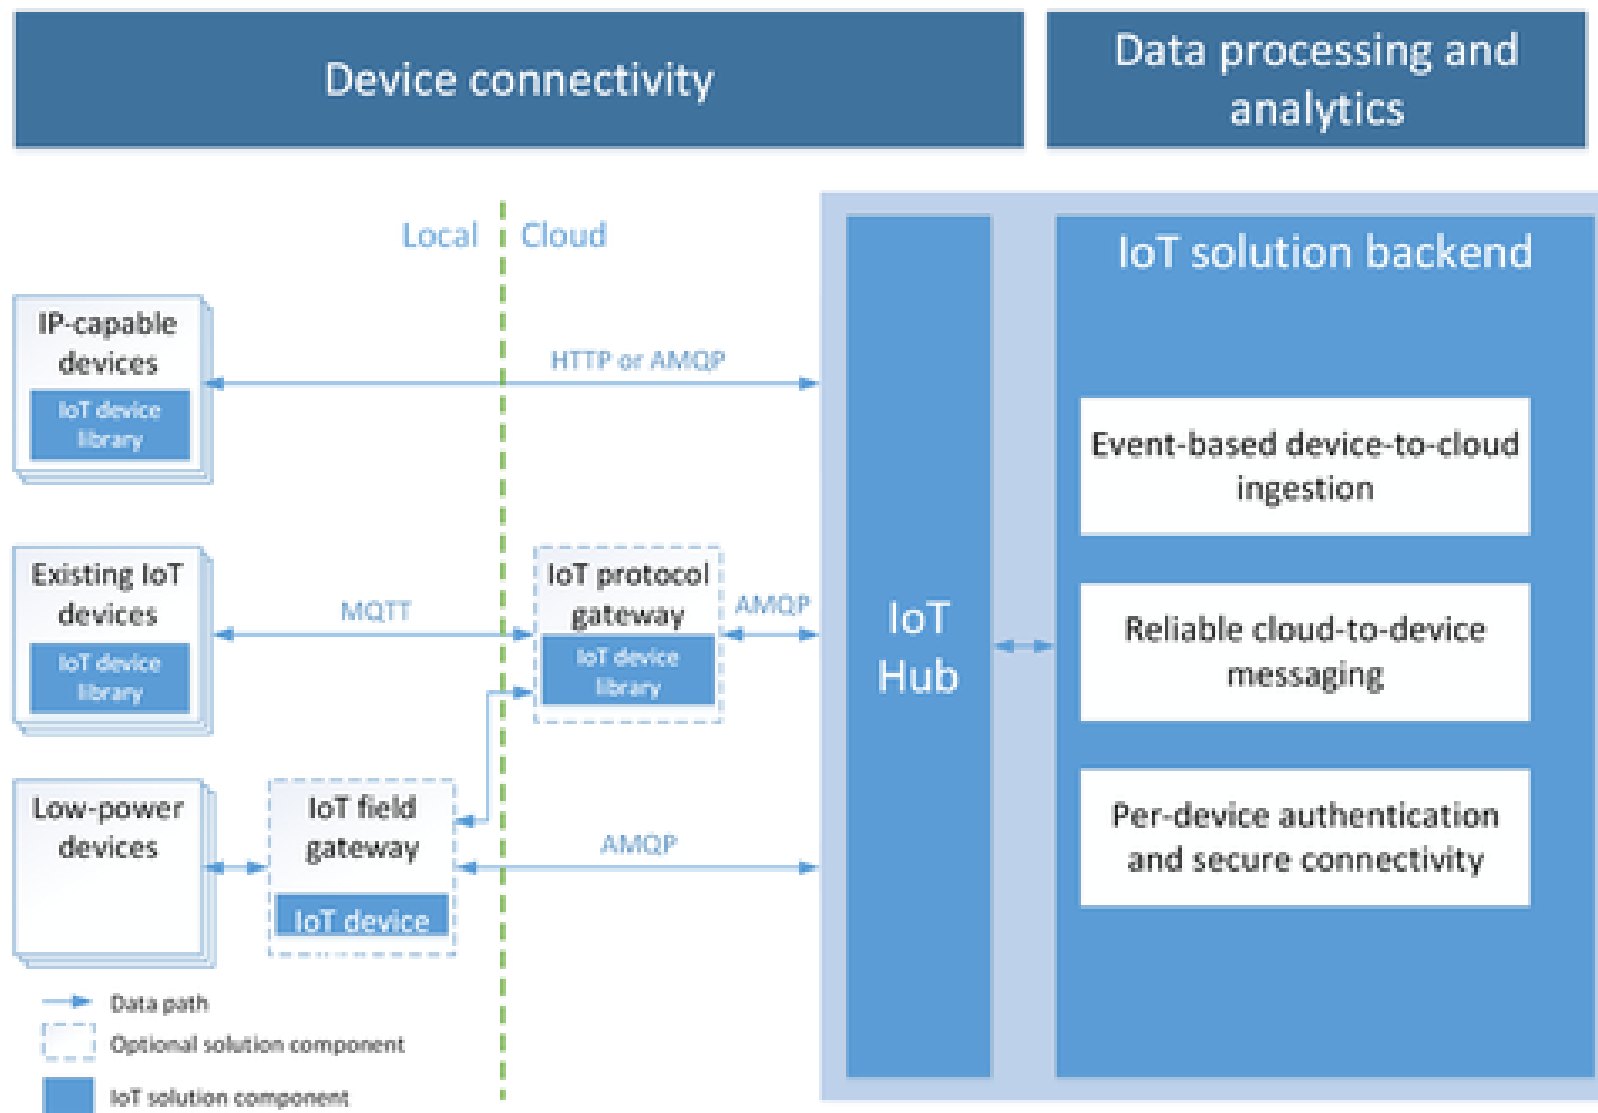 Device connectivity
Data processing and
analytics
Local
Cloud
IoT solution backend
IP-capable
devices
IoT device
library
HTTP or AMQP
Event-based device-to-cloud
ingestion
Existing IoT
devices
IoT device
library
MQTT
IoT protocol
gateway
IoT device
library
AMQP
IoT
Hub
Reliable cloud-to-device
messaging
Low-power
devices
IoT field
gateway
IoT device
AMQP
Per-device authentication
and secure connectivity
Data path
Optional solution component
IoT solution component